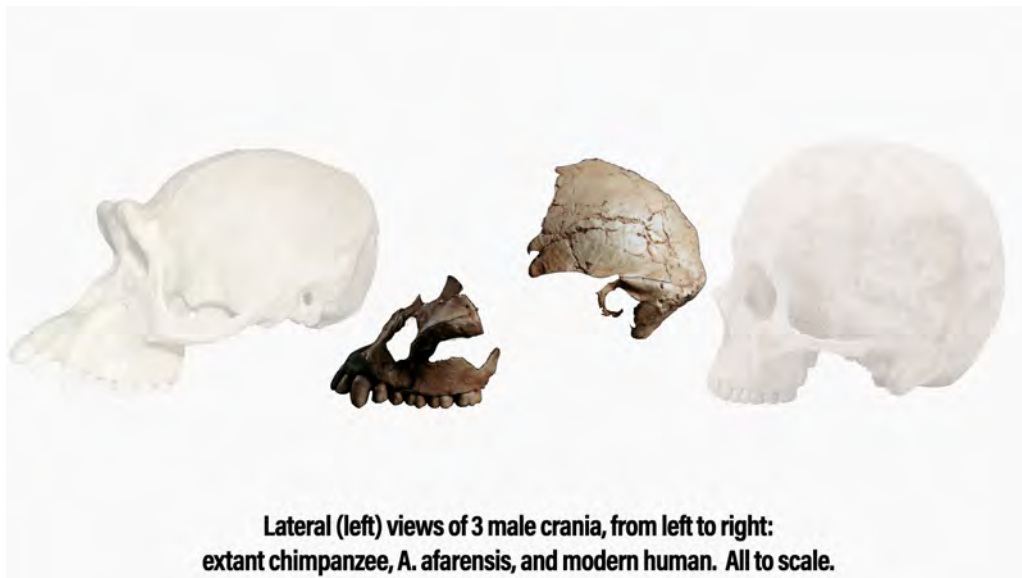 Lateral (left) views of 3 male crania, from left to right:
extant chimpanzee, A. afarensis, and modern human. All to scale.